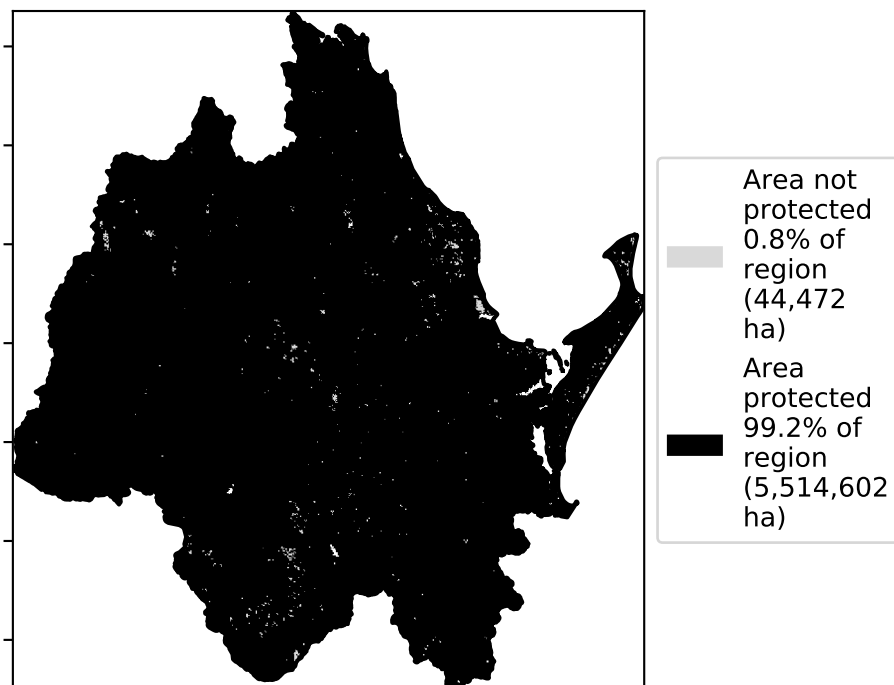 Area not
protected
0.8% of
region
(44,472
ha)
Area
protected
99.2% of
region
(5,514,602
ha)